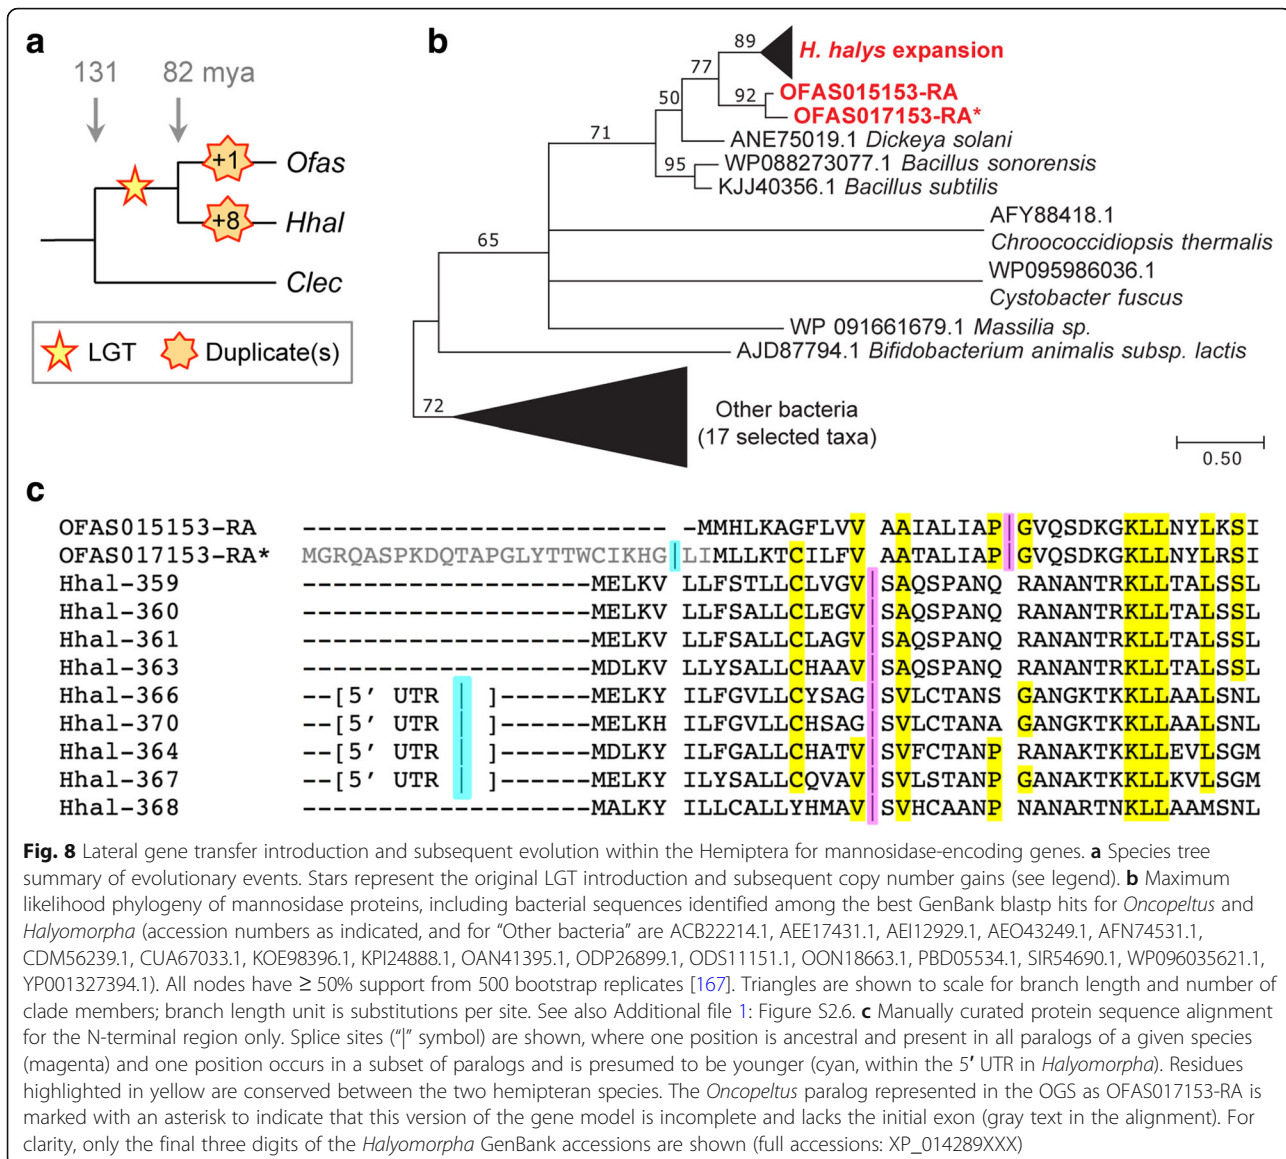 a
131
82 mya
+1
Ofas
+8
Hhal
Clec
LGT
Duplicate(s)
b
89
H. halys expansion
77
92
OFAS015153-RA
OFAS017153-RA*
50
ANE75019.1 Dickeya solani
71
95
WP088273077.1 Bacillus sonorensis
KJJ40356.1 Bacillus subtilis
AFY88418.1
Chroococcidiopsis thermalis
65
WP095986036.1
Cystobacter fuscus
WP 091661679.1 Massilia sp.
AJD87794.1 Bifidobacterium animalis subsp. lactis
72
Other bacteria
(17 selected taxa)
0.50
c
OFAS015153-RA ------------------------ -MMHLKAGFLVV AAIALIAP|GVQSDKGKLLNYLKSI
OFAS017153-RA* MGRQASPKDQTAPGLYTTWCIKHG|LIMLLKTCILFV AATALIAP|GVQSDKGKLLNYLRSI
Hhal-359 -------------------MELKV LLFSTLLCLVGV|SAQSPANQ RANANTRKLLTALSSL
Hhal-360 -------------------MELKV LLFSALLCLEGV|SAQSPANQ RANANTRKLLTALSSL
Hhal-361 -------------------MELKV LLFSALLCLAGV|SAQSPANQ RANANTRKLLTALSSL
Hhal-363 -------------------MDLKV LLYSALLCHAAV|SAQSPANQ RANANTRKLLTALSSL
Hhal-366 --[5′ UTR | ]------MELKY ILFGVLLCYSAG|SVLCTANS GANGKTKKLLAALSNL
Hhal-370 --[5′ UTR | ]------MELKH ILFGVLLCHSAG|SVLCTANA GANGKTKKLLAALSNL
Hhal-364 --[5′ UTR | ]------MDLKY ILFGALLCHATV|SVFCTANP RANAKTKKLLEVLSGM
Hhal-367 --[5′ UTR | ]------MELKY ILYSALLCQVAV|SVLSTANP GANAKTKKLLKVLSGM
Hhal-368 -------------------MALKY ILLCALLYHMAV|SVHCAANP NANARTNKLLAAMSNL
Fig. 8 Lateral gene transfer introduction and subsequent evolution within the Hemiptera for mannosidase-encoding genes. a Species tree
summary of evolutionary events. Stars represent the original LGT introduction and subsequent copy number gains (see legend). b Maximum
likelihood phylogeny of mannosidase proteins, including bacterial sequences identified among the best GenBank blastp hits for Oncopeltus and
Halyomorpha (accession numbers as indicated, and for “Other bacteria” are ACB22214.1, AEE17431.1, AEI12929.1, AEO43249.1, AFN74531.1,
CDM56239.1, CUA67033.1, KOE98396.1, KPI24888.1, OAN41395.1, ODP26899.1, ODS11151.1, OON18663.1, PBD05534.1, SIR54690.1, WP096035621.1,
YP001327394.1). All nodes have ≥ 50% support from 500 bootstrap replicates [167]. Triangles are shown to scale for branch length and number of
clade members; branch length unit is substitutions per site. See also Additional file 1: Figure S2.6. c Manually curated protein sequence alignment
for the N-terminal region only. Splice sites (“|” symbol) are shown, where one position is ancestral and present in all paralogs of a given species
(magenta) and one position occurs in a subset of paralogs and is presumed to be younger (cyan, within the 5′ UTR in Halyomorpha). Residues
highlighted in yellow are conserved between the two hemipteran species. The Oncopeltus paralog represented in the OGS as OFAS017153-RA is
marked with an asterisk to indicate that this version of the gene model is incomplete and lacks the initial exon (gray text in the alignment). For
clarity, only the final three digits of the Halyomorpha GenBank accessions are shown (full accessions: XP_014289XXX)